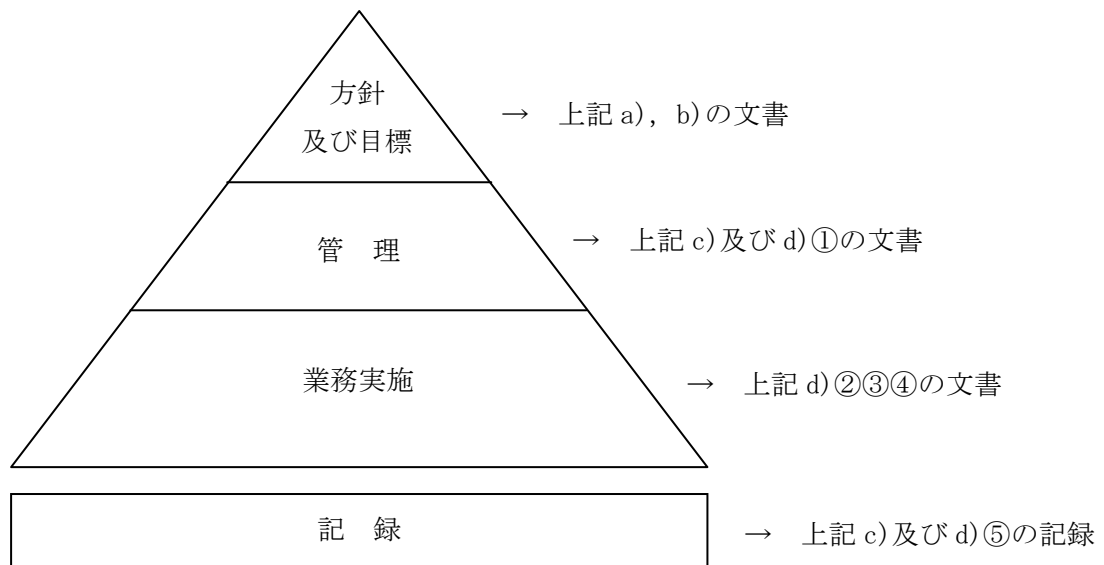 方針
及び目標
→ 上記 a), b)の文書
管 理
→ 上記 c)及び d)①の文書
業務実施
→ 上記 d)②③④の文書
記 録
→ 上記 c)及び d)⑤の記録